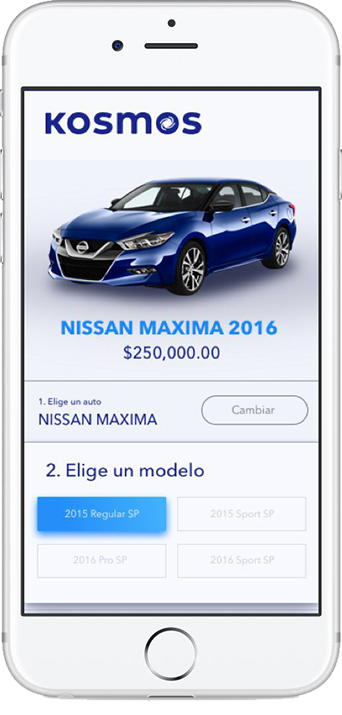 KOSMOS
NISSAN MAXIMA 2016
$250,000.00
1. Elige un auto
NISSAN MAXIMA
Cambiar
2. Elige un modelo
2015 Regular SP
2015 Sport SP
2016 Pro SP
2016 Sport SP